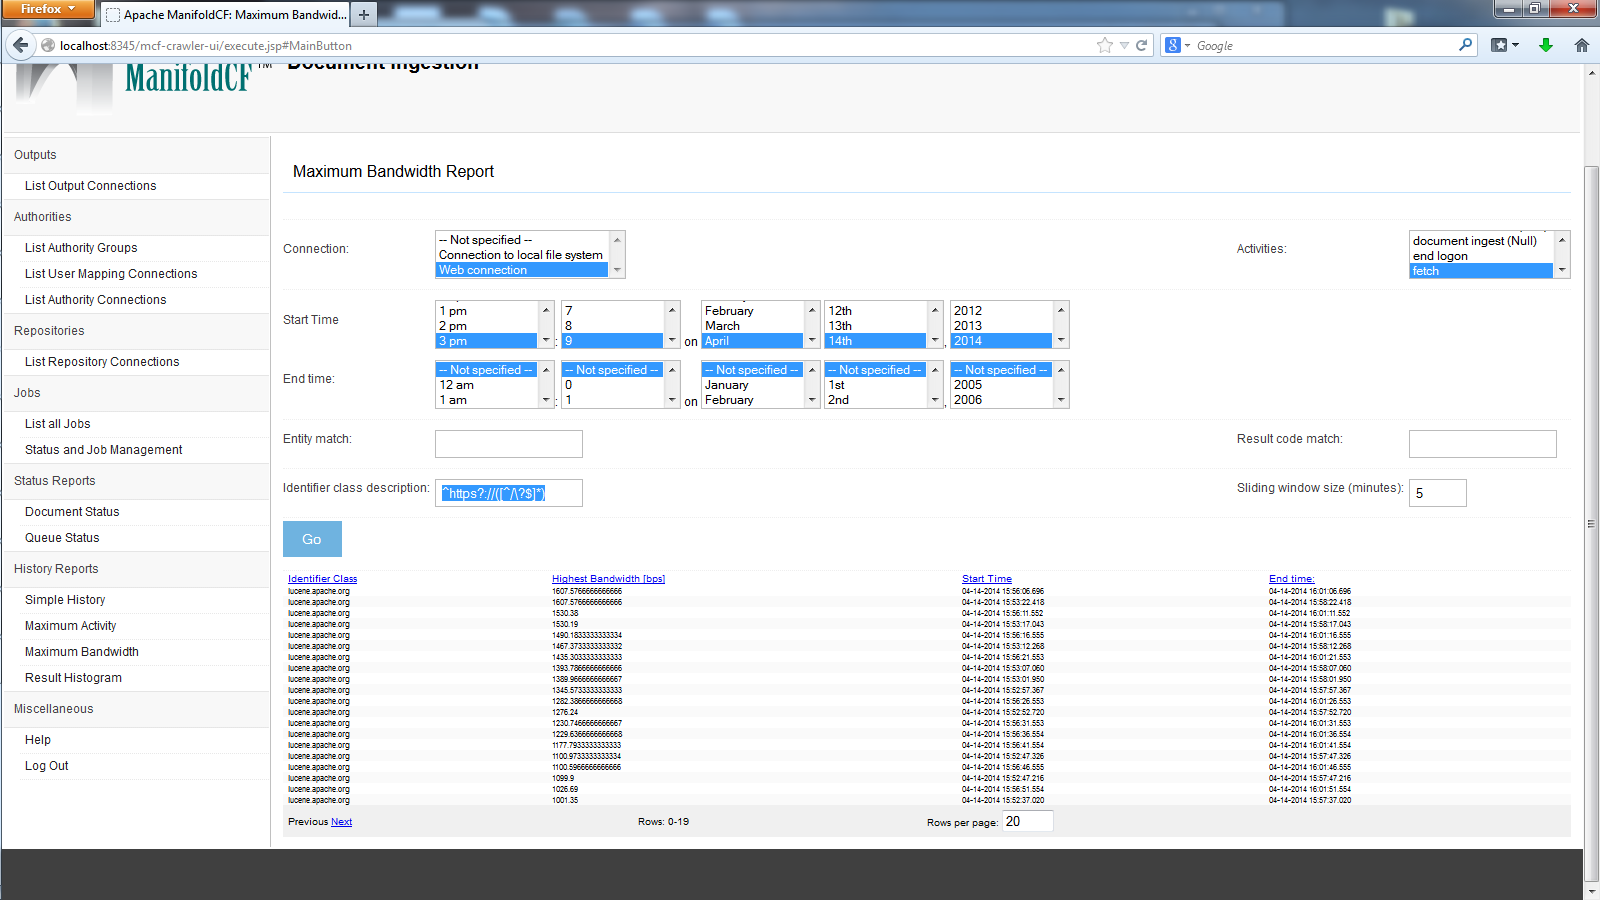 Firefox
Apache ManifoldCF: Maximum Bandwid...
localhost:8345/mcf-crawler-ui/execute.jsp#MainButton
Google
ManifoldCF™
Document Ingestion
Outputs
List Output Connections
Authorities
List Authority Groups
List User Mapping Connections
List Authority Connections
Repositories
List Repository Connections
Jobs
List all Jobs
Status and Job Management
Status Reports
Document Status
Queue Status
History Reports
Simple History
Maximum Activity
Maximum Bandwidth
Result Histogram
Miscellaneous
Help
Log Out
Maximum Bandwidth Report
Connection:
-- Not specified --
Connection to local file system
Web connection
Activities:
document ingest (Null)
end logon
fetch
Start Time
1 pm 7 February 12th 2012
2 pm 8 March 13th 2013
3 pm : 9 on April 14th , 2014
End time:
-- Not specified -- -- Not specified -- -- Not specified -- -- Not specified -- -- Not specified --
12 am 0 January 1st 2005
1 am : 1 on February 2nd , 2006
Entity match:
Result code match:
Identifier class description: ^https?://([^/\?$]*)
Sliding window size (minutes): 5
Go
Identifier Class Highest Bandwidth [bps] Start Time End time:
lucene.apache.org 1607.5766666666666 04-14-2014 15:56:06.696 04-14-2014 16:01:06.696
lucene.apache.org 1607.5766666666666 04-14-2014 15:53:22.418 04-14-2014 15:58:22.418
lucene.apache.org 1530.38 04-14-2014 15:56:11.552 04-14-2014 16:01:11.552
lucene.apache.org 1530.19 04-14-2014 15:53:17.043 04-14-2014 15:58:17.043
lucene.apache.org 1490.1833333333334 04-14-2014 15:56:16.555 04-14-2014 16:01:16.555
lucene.apache.org 1467.3733333333332 04-14-2014 15:53:12.268 04-14-2014 15:58:12.268
lucene.apache.org 1435.3033333333333 04-14-2014 15:56:21.553 04-14-2014 16:01:21.553
lucene.apache.org 1393.7866666666666 04-14-2014 15:53:07.060 04-14-2014 15:58:07.060
lucene.apache.org 1389.9666666666667 04-14-2014 15:53:01.950 04-14-2014 15:58:01.950
lucene.apache.org 1345.5733333333333 04-14-2014 15:52:57.367 04-14-2014 15:57:57.367
lucene.apache.org 1282.3866666666668 04-14-2014 15:56:26.553 04-14-2014 16:01:26.553
lucene.apache.org 1276.24 04-14-2014 15:52:52.720 04-14-2014 15:57:52.720
lucene.apache.org 1230.7466666666667 04-14-2014 15:56:31.553 04-14-2014 16:01:31.553
lucene.apache.org 1229.6366666666668 04-14-2014 15:56:36.554 04-14-2014 16:01:36.554
lucene.apache.org 1177.7933333333333 04-14-2014 15:56:41.554 04-14-2014 16:01:41.554
lucene.apache.org 1100.9733333333334 04-14-2014 15:52:47.326 04-14-2014 15:57:47.326
lucene.apache.org 1100.5966666666666 04-14-2014 15:56:46.555 04-14-2014 16:01:46.555
lucene.apache.org 1099.9 04-14-2014 15:52:47.216 04-14-2014 15:57:47.216
lucene.apache.org 1026.69 04-14-2014 15:56:51.554 04-14-2014 16:01:51.554
lucene.apache.org 1001.35 04-14-2014 15:52:37.020 04-14-2014 15:57:37.020
Previous Next Rows: 0-19 Rows per page: 20